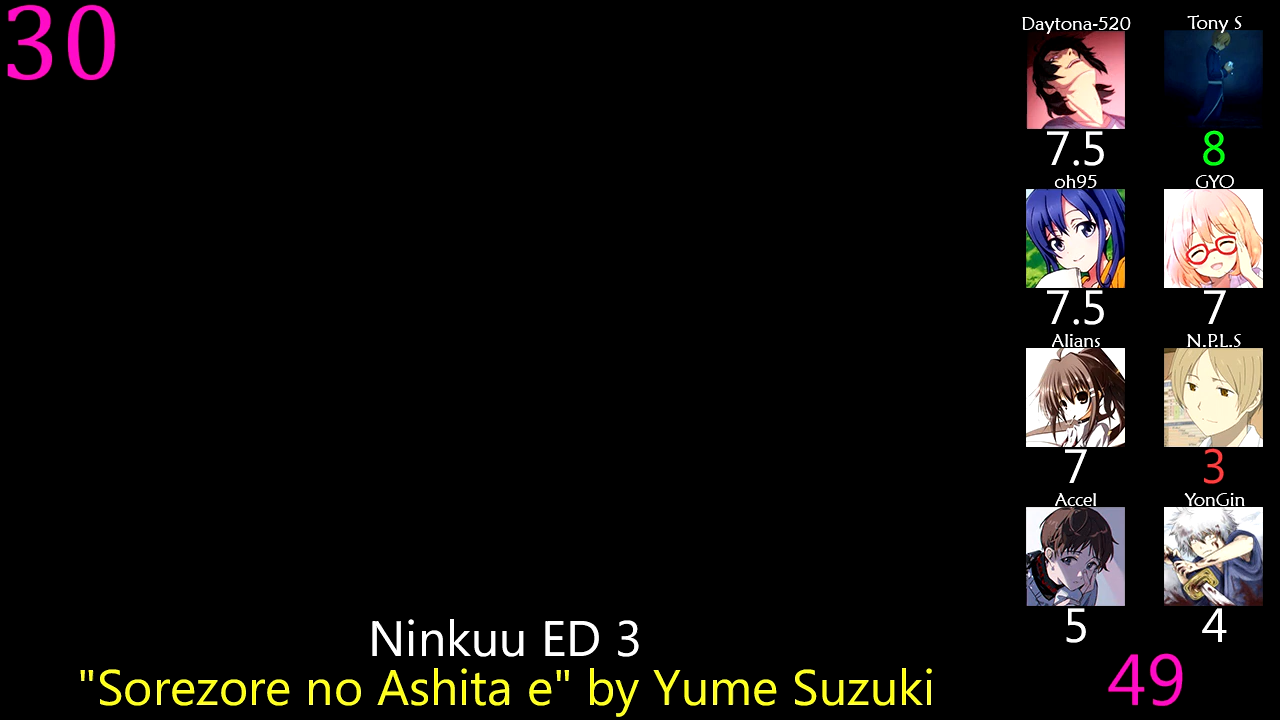 30
Daytona-520
Tony S
7.5
8
oh95
GYO
7.5
7
Alians
N.P.L.S
7
3
Accel
YonGin
5
4
Ninkuu ED 3
"Sorezore no Ashita e" by Yume Suzuki
49